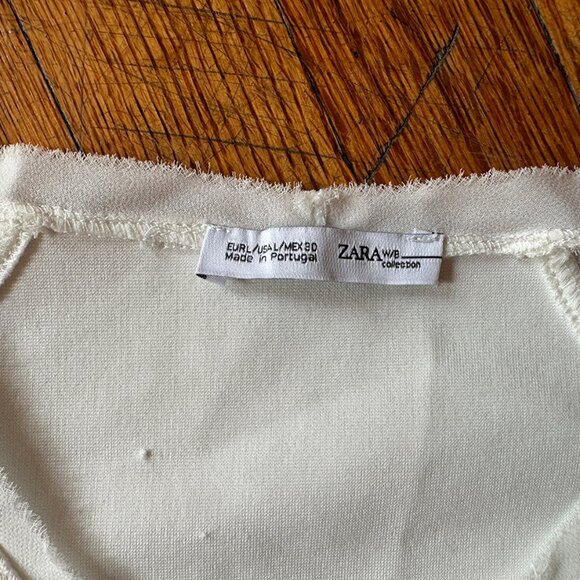 EUR L/USA L/MEX 30
Made in Portugal
ZARA W/B
collection